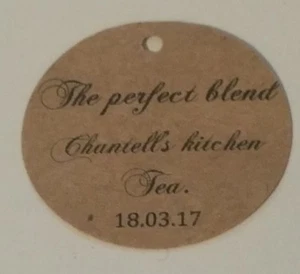 The perfect blend
Chantell's kitchen
Tea.
18.03.17